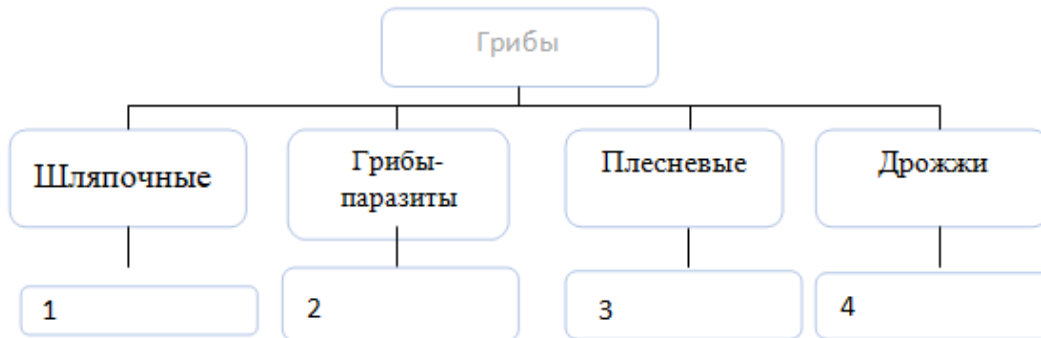 Грибы
Шляпочные
Грибы-
паразиты
Плесневые
Дрожжи
1
2
3
4